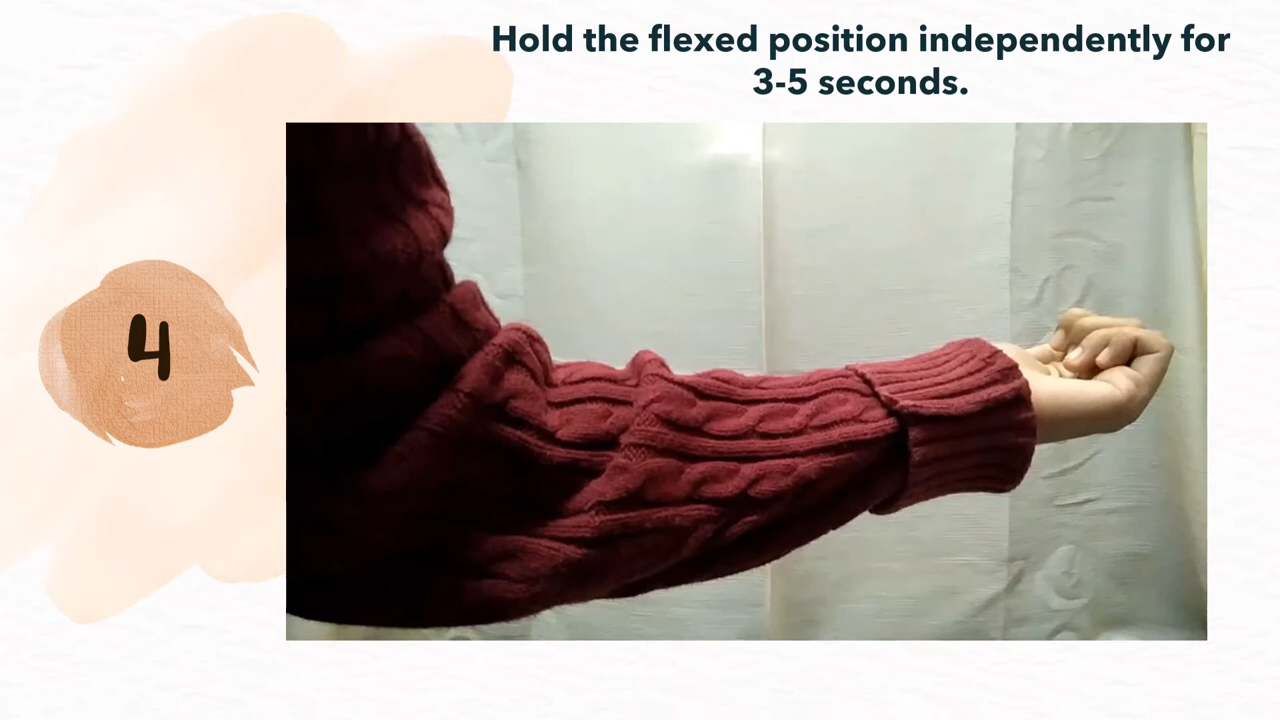 Hold the flexed position independently for
3-5 seconds.
4